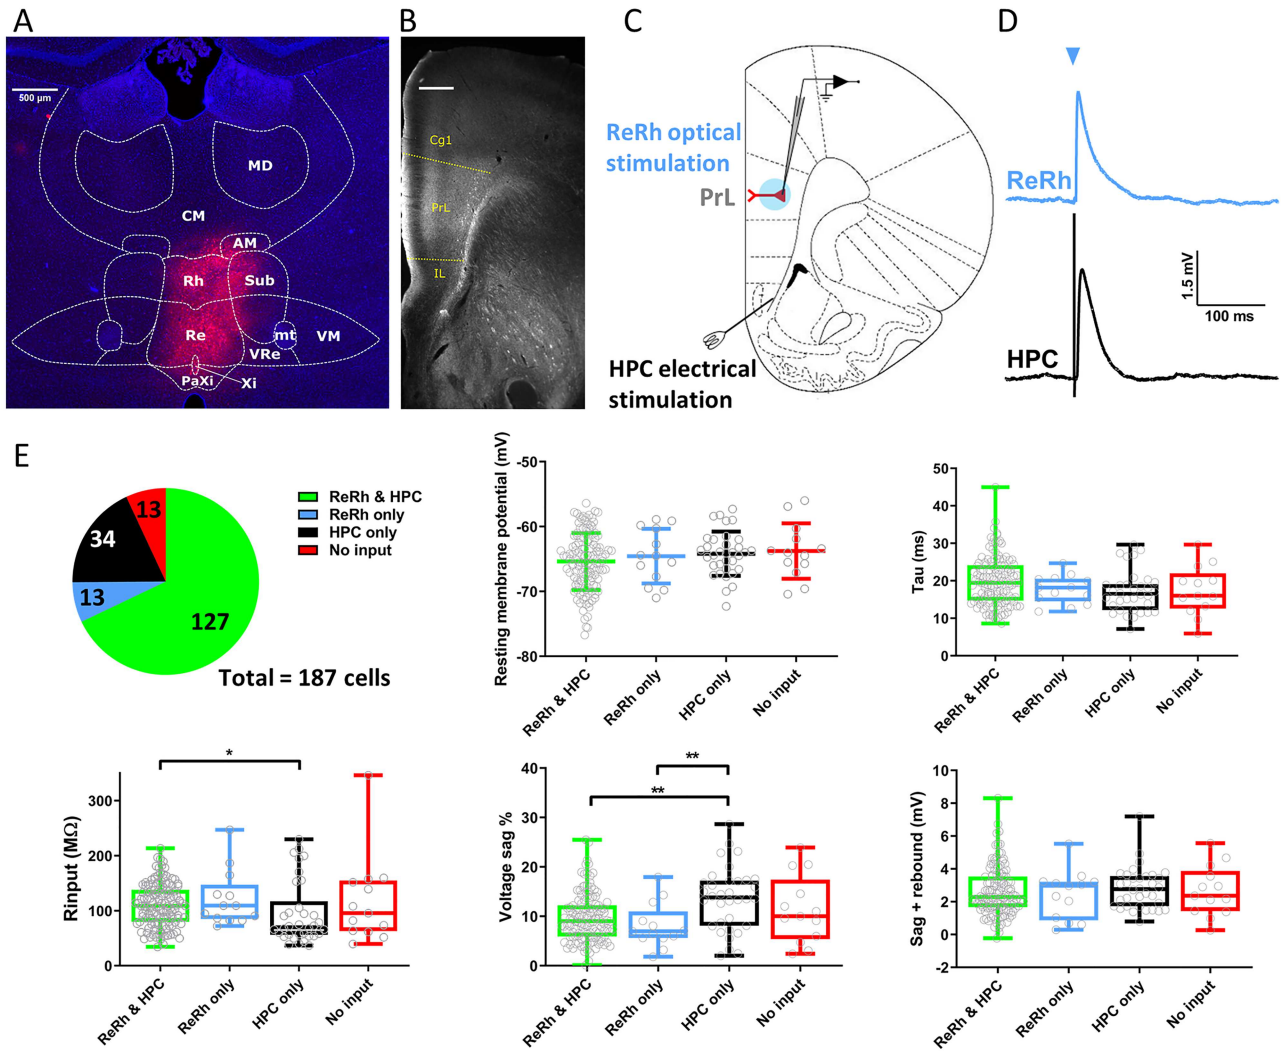 A
500 µm
MD
CM
AM
Rh
Sub
Re
mt
VM
VRe
PaXi
Xi
B
Cg1
PrL
IL
C
ReRh optical
stimulation
PrL
HPC electrical
stimulation
D
ReRh
HPC
1.5 mV
100 ms
E
ReRh & HPC
ReRh only
HPC only
No input
13
34
13
127
Total = 187 cells
Resting membrane potential (mV)
-50
-60
-70
-80
ReRh & HPC
ReRh only
HPC only
No input
Tau (ms)
50
40
30
20
10
0
ReRh & HPC
ReRh only
HPC only
No input
Rinput (MΩ)
300
200
100
0
*
ReRh & HPC
ReRh only
HPC only
No input
Voltage sag %
40
30
20
10
0
**
**
ReRh & HPC
ReRh only
HPC only
No input
Sag + rebound (mV)
10
8
6
4
2
0
-2
ReRh & HPC
ReRh only
HPC only
No input